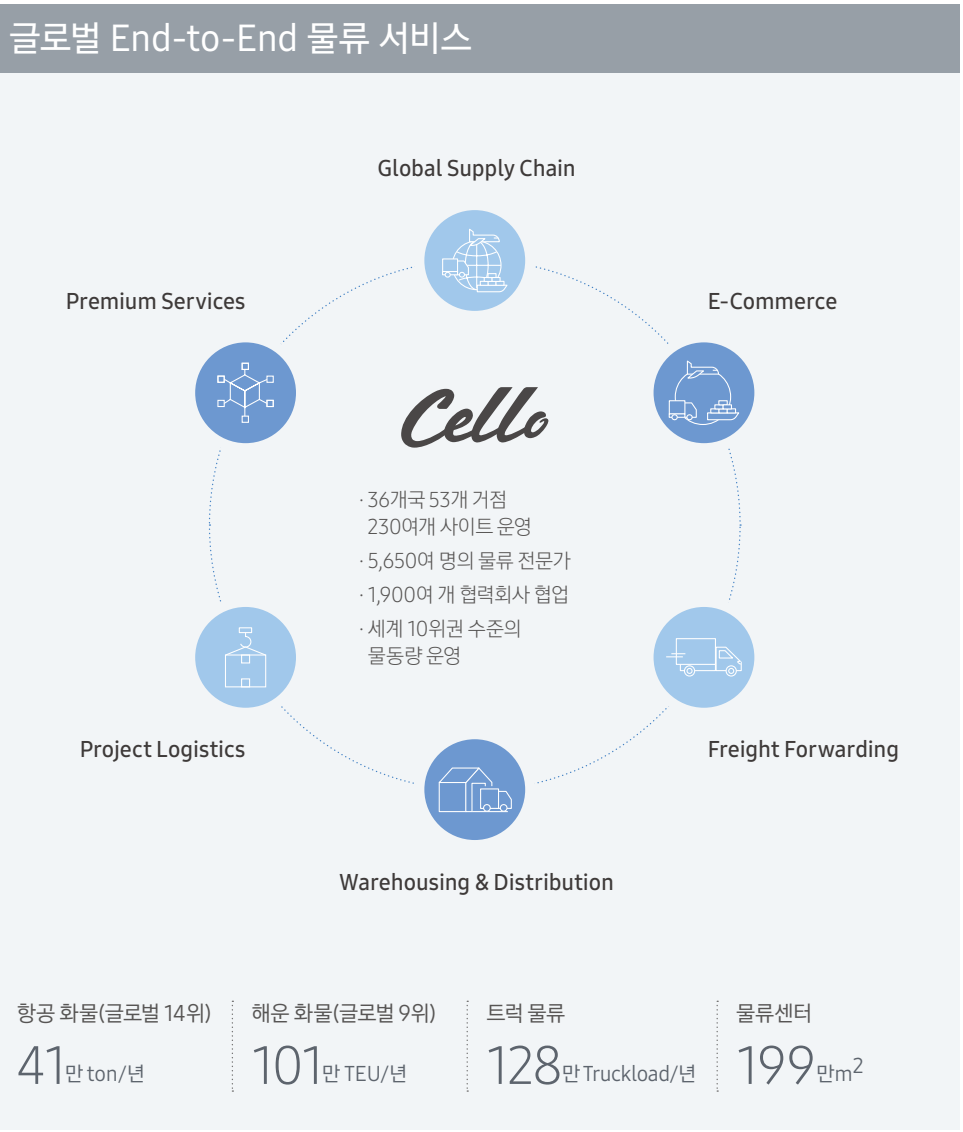 글로벌 End-to-End 물류 서비스
Global Supply Chain
Premium Services
E-Commerce
Cello
· 36개국 53개 거점
230여개 사이트 운영
· 5,650여 명의 물류 전문가
· 1,900여 개 협력회사 협업
· 세계 10위권 수준의
물동량 운영
Project Logistics
Freight Forwarding
Warehousing & Distribution
항공 화물(글로벌 14위)
41만 ton/년
해운 화물(글로벌 9위)
101만 TEU/년
트럭 물류
128만 Truckload/년
물류센터
199만m²